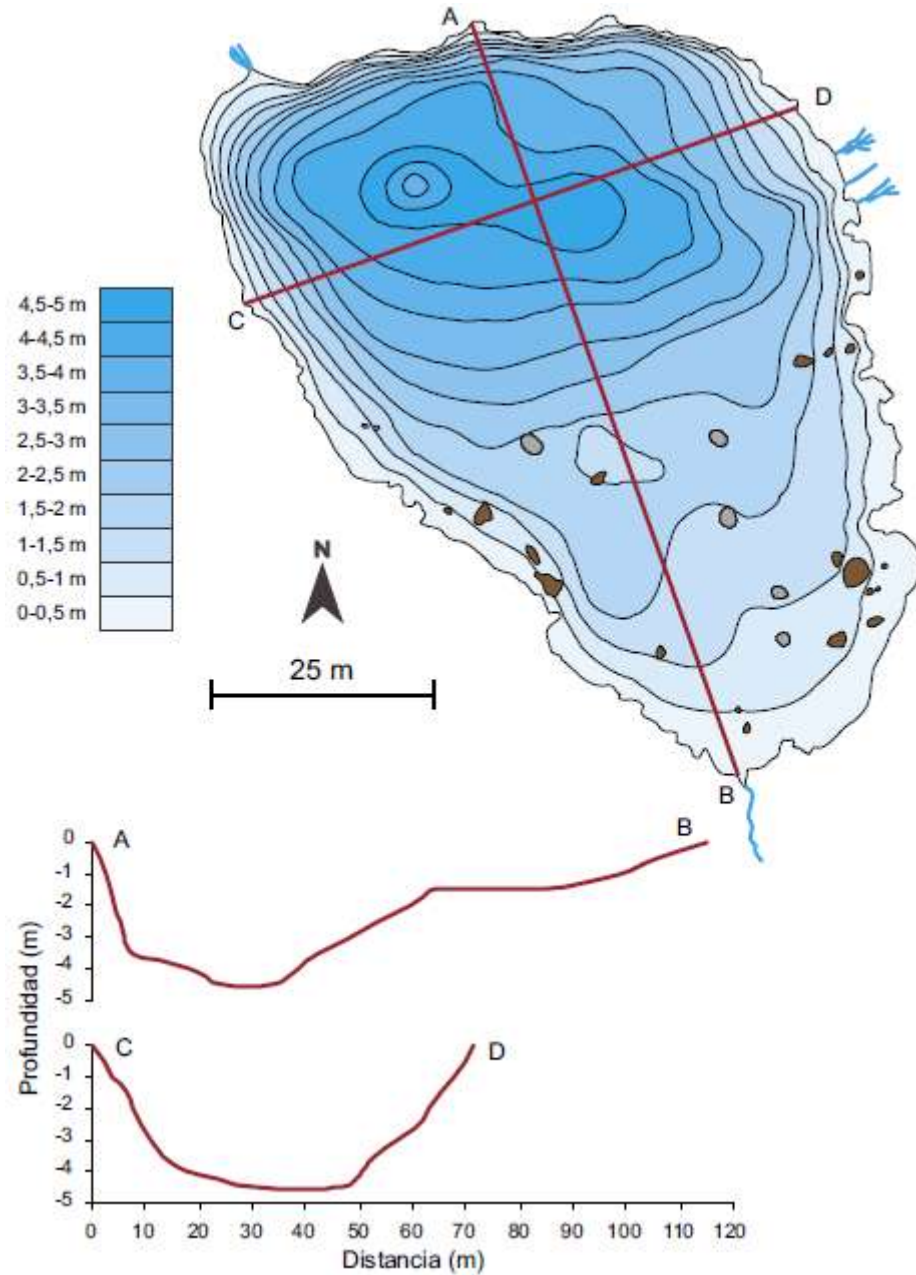 A
D
C
4,5-5 m
4-4,5 m
3,5-4 m
3-3,5 m
2,5-3 m
2-2,5 m
1,5-2 m
1-1,5 m
0,5-1 m
0-0,5 m
N
25 m
B
Profundidad (m)
0
-1
-2
-3
-4
-5
A
B
0
-1
-2
-3
-4
-5
C
D
0 10 20 30 40 50 60 70 80 90 100 110 120
Distancia (m)